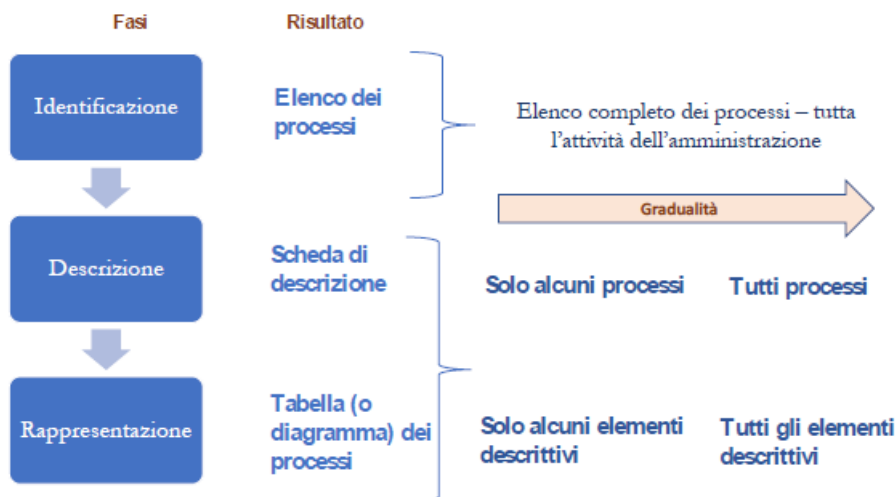 Fasi
Risultato
Identificazione
Elenco dei
processi
Elenco completo dei processi – tutta
l'attività dell'amministrazione
Gradualità
Descrizione
Scheda di
descrizione
Solo alcuni processi
Tutti processi
Rappresentazione
Tabella (o
diagramma) dei
processi
Solo alcuni elementi
descrittivi
Tutti gli elementi
descrittivi